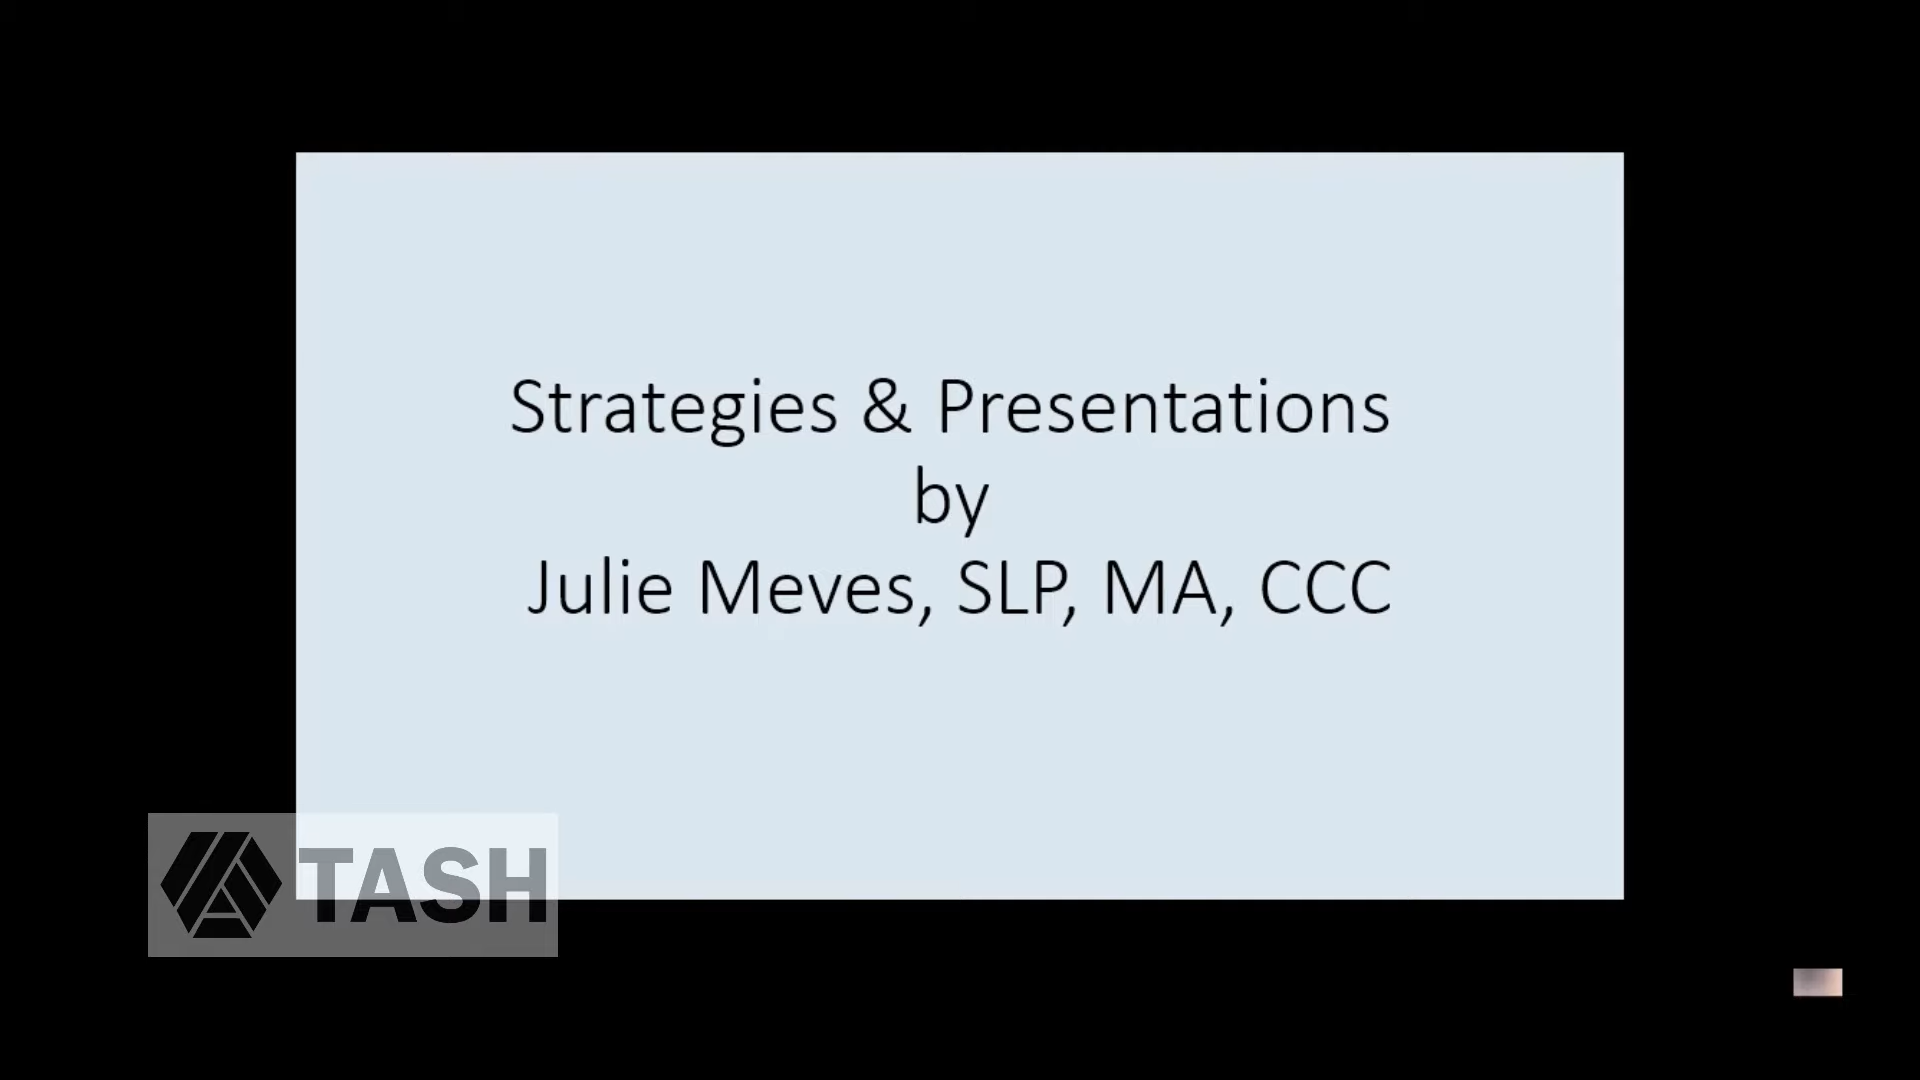 Strategies & Presentations
by
Julie Meves, SLP, MA, CCC
TASH